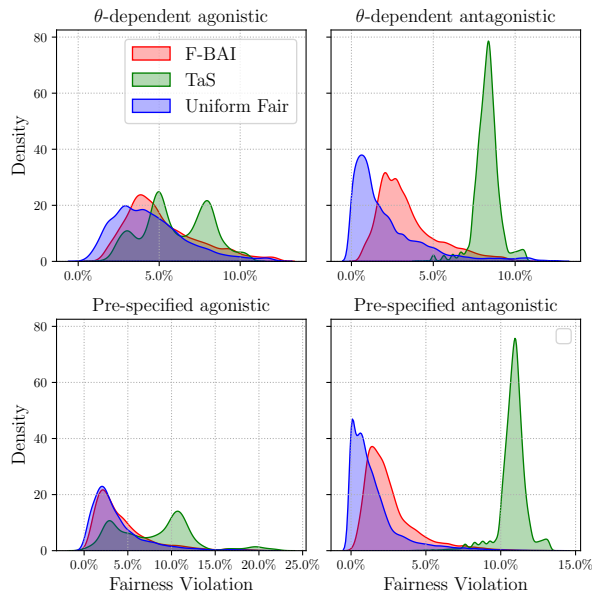 θ-dependent agonistic
θ-dependent antagonistic
80
60
40
20
0
Density
F-BAI
TaS
Uniform Fair
0.0% 5.0% 10.0%
0.0% 5.0% 10.0%
Pre-specified agonistic
Pre-specified antagonistic
80
60
40
20
0
Density
0.0% 5.0% 10.0% 15.0% 20.0% 25.0%
0.0% 5.0% 10.0% 15.0%
Fairness Violation
Fairness Violation